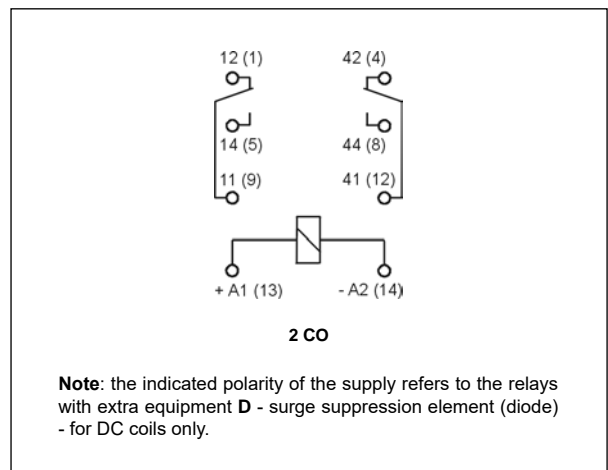 12 (1) 42 (4)
14 (5) 44 (8)
11 (9) 41 (12)
+ A1 (13) - A2 (14)
2 CO
Note: the indicated polarity of the supply refers to the relays
with extra equipment D - surge suppression element (diode)
- for DC coils only.